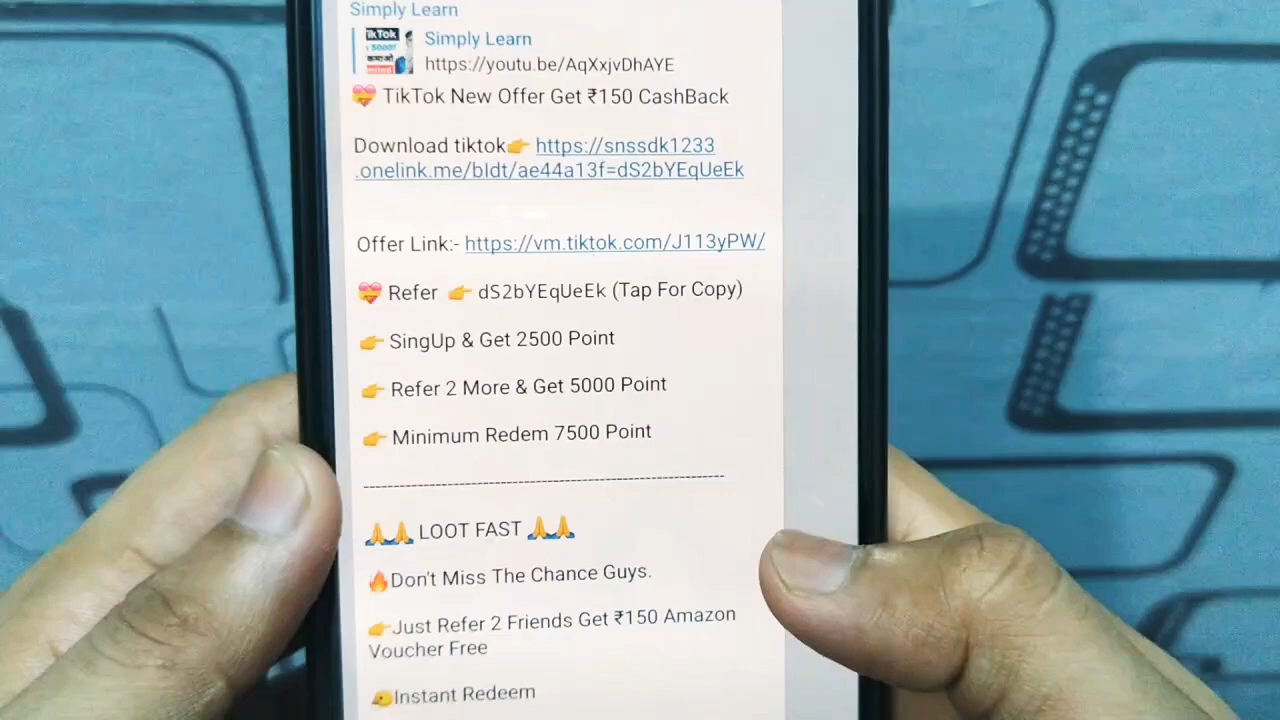 Simply Learn
Simply Learn
https://youtu.be/AqXxjvDhAYE
💝 TikTok New Offer Get ₹150 CashBack
Download tiktok👉 https://snssdk1233
.onelink.me/bIdt/ae44a13f=dS2bYEqUeEk
Offer Link:- https://vm.tiktok.com/J113yPW/
💝 Refer 👉 dS2bYEqUeEk (Tap For Copy)
👉 SingUp & Get 2500 Point
👉 Refer 2 More & Get 5000 Point
👉 Minimum Redem 7500 Point
🙏🙏 LOOT FAST 🙏🙏
🔥Don't Miss The Chance Guys.
👉Just Refer 2 Friends Get ₹150 Amazon
Voucher Free
Instant Redeem